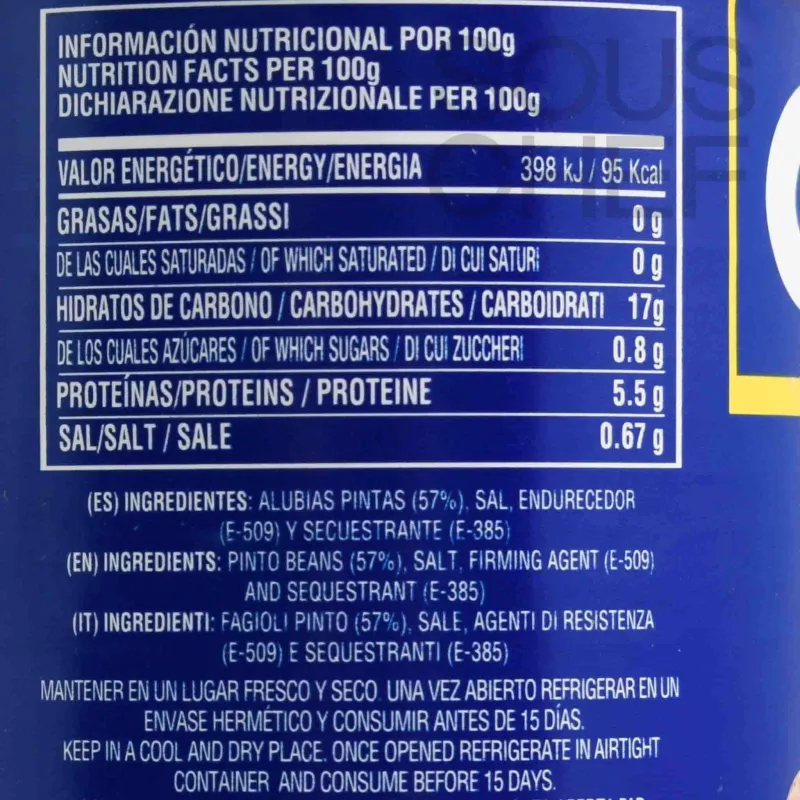 INFORMACIÓN NUTRICIONAL POR 100g
NUTRITION FACTS PER 100g
DICHIARAZIONE NUTRIZIONALE PER 100g
VALOR ENERGÉTICO/ENERGY/ENERGIA 398 kJ / 95 Kcal
GRASAS/FATS/GRASSI 0 g
DE LAS CUALES SATURADAS / OF WHICH SATURATED / DI CUI SATURI 0 g
HIDRATOS DE CARBONO / CARBOHYDRATES / CARBOIDRATI 17g
DE LOS CUALES AZÚCARES / OF WHICH SUGARS / DI CUI ZUCCHERI 0.8 g
PROTEÍNAS/PROTEINS / PROTEINE 5.5 g
SAL/SALT / SALE 0.67 g
(ES) INGREDIENTES: ALUBIAS PINTAS (57%), SAL, ENDURECEDOR
(E-509) Y SECUESTRANTE (E-385)
(EN) INGREDIENTS: PINTO BEANS (57%), SALT, FIRMING AGENT (E-509)
AND SEQUESTRANT (E-385)
(IT) INGREDIENTI: FAGIOLI PINTO (57%), SALE, AGENTI DI RESISTENZA
(E-509) E SEQUESTRANTI (E-385)
MANTENER EN UN LUGAR FRESCO Y SECO. UNA VEZ ABIERTO REFRIGERAR EN UN
ENVASE HERMÉTICO Y CONSUMIR ANTES DE 15 DÍAS.
KEEP IN A COOL AND DRY PLACE. ONCE OPENED REFRIGERATE IN AIRTIGHT
CONTAINER AND CONSUME BEFORE 15 DAYS.
SOUS
CHEF